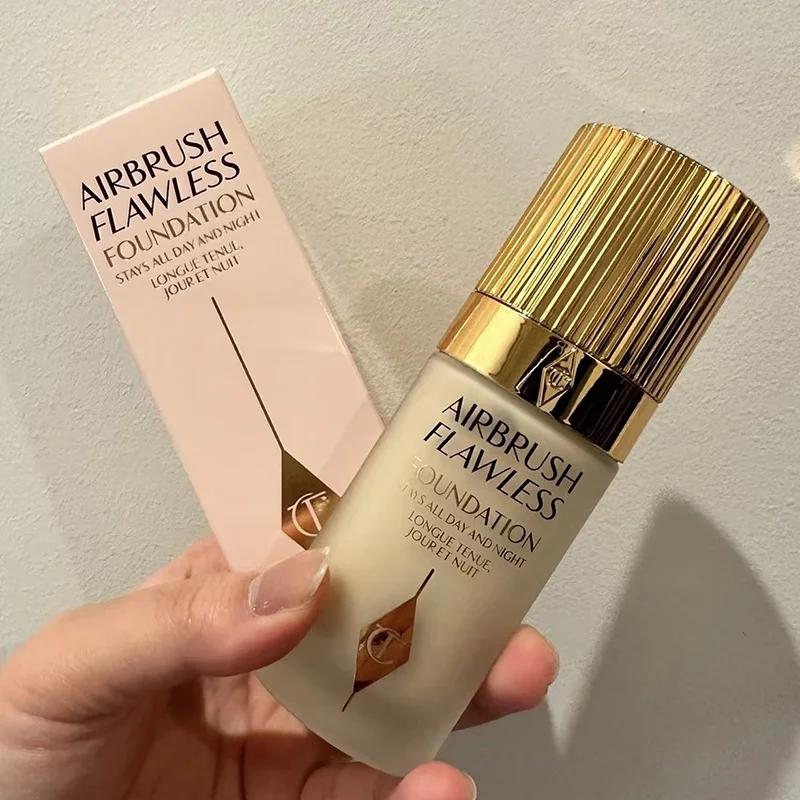 AIRBRUSH
FLAWLESS
FOUNDATION
STAYS ALL DAY AND NIGHT
LONGUE TENUE,
JOUR ET NUIT
CT
CT
AIRBRUSH
FLAWLESS
FOUNDATION
STAYS ALL DAY AND NIGHT
LONGUE TENUE,
JOUR ET NUIT
CT